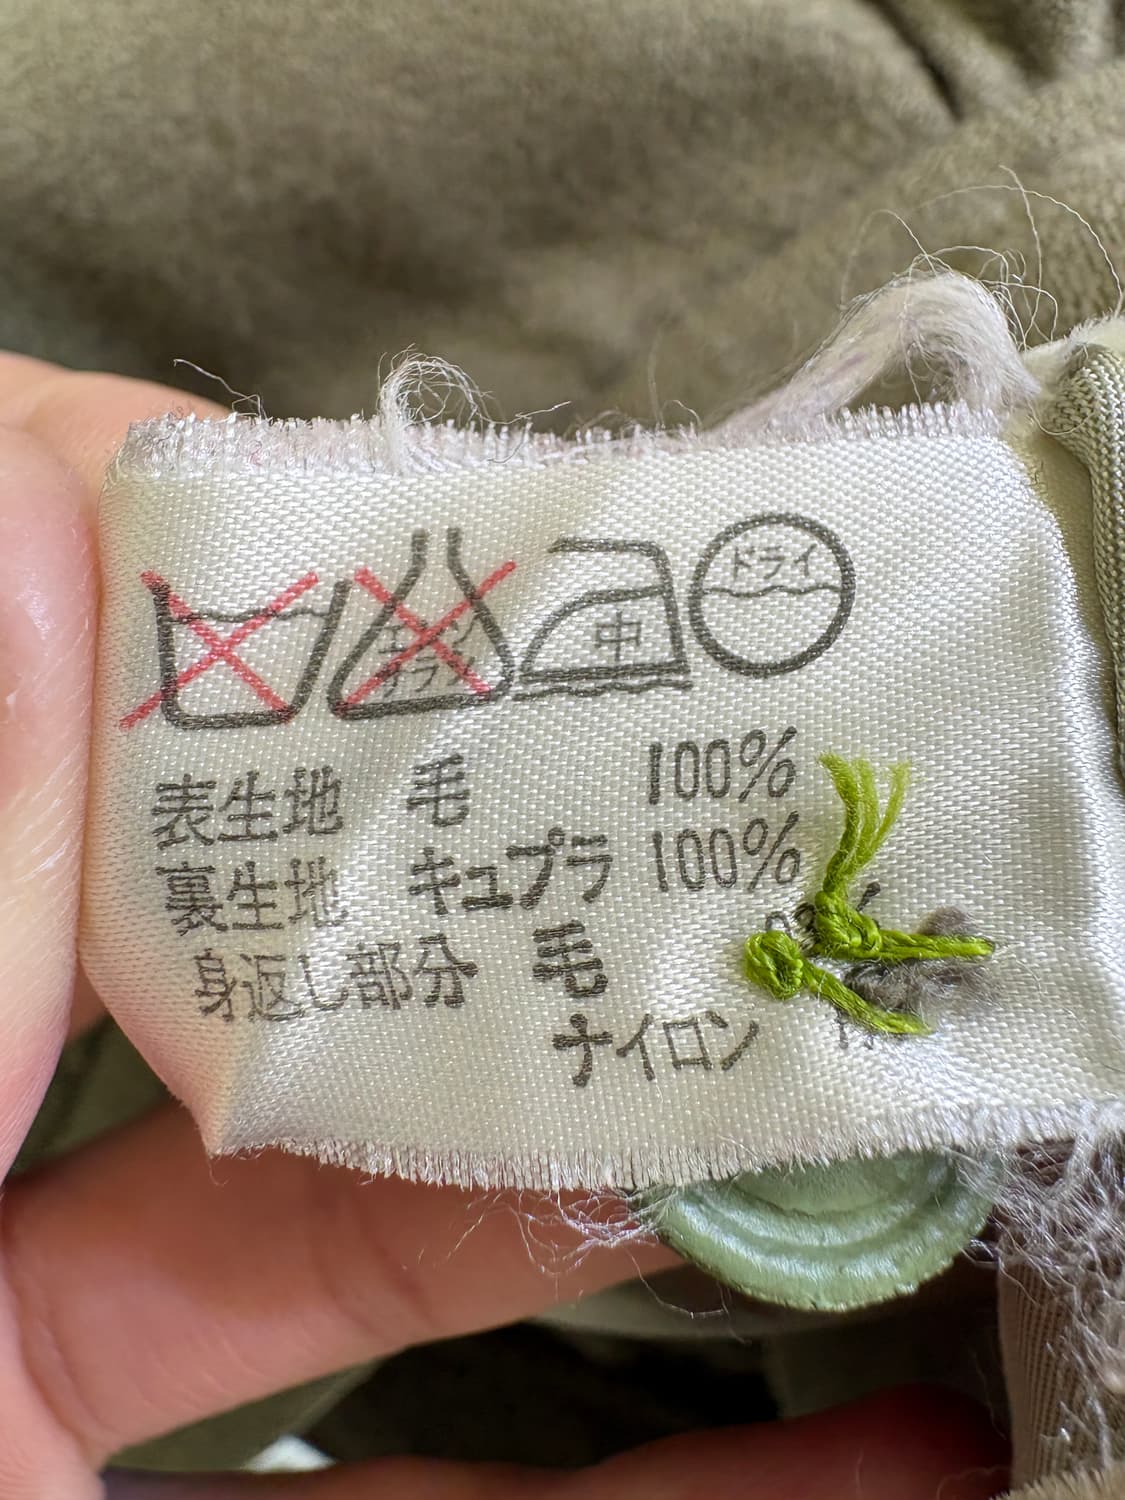 中 ドライ
表生地 毛 100%
裏生地 キュプラ 100%
身返し部分 毛
ナイロン